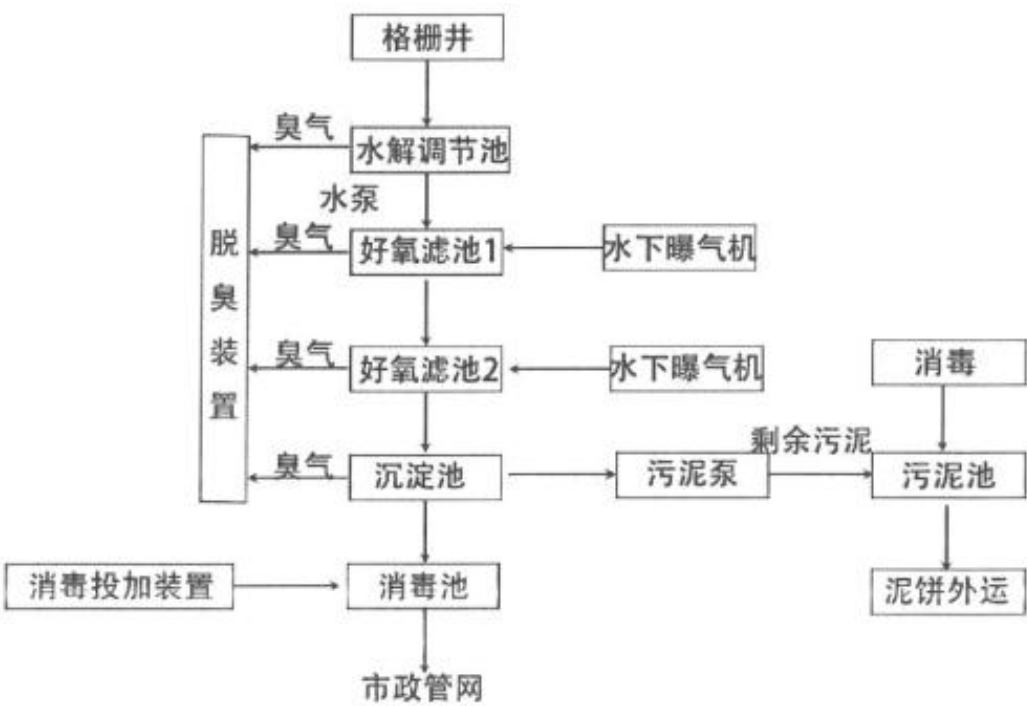 格栅井
臭气
水解调节池
水泵
脱臭装置
臭气
好氧滤池1
水下曝气机
臭气
好氧滤池2
水下曝气机
消毒
剩余污泥
臭气
沉淀池
污泥泵
污泥池
消毒投加装置
消毒池
泥饼外运
市政管网